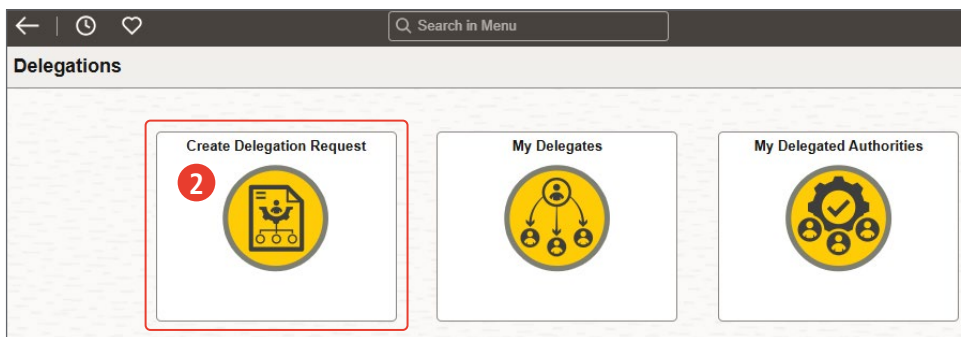 Search in Menu
Delegations
Create Delegation Request
My Delegates
My Delegated Authorities
2